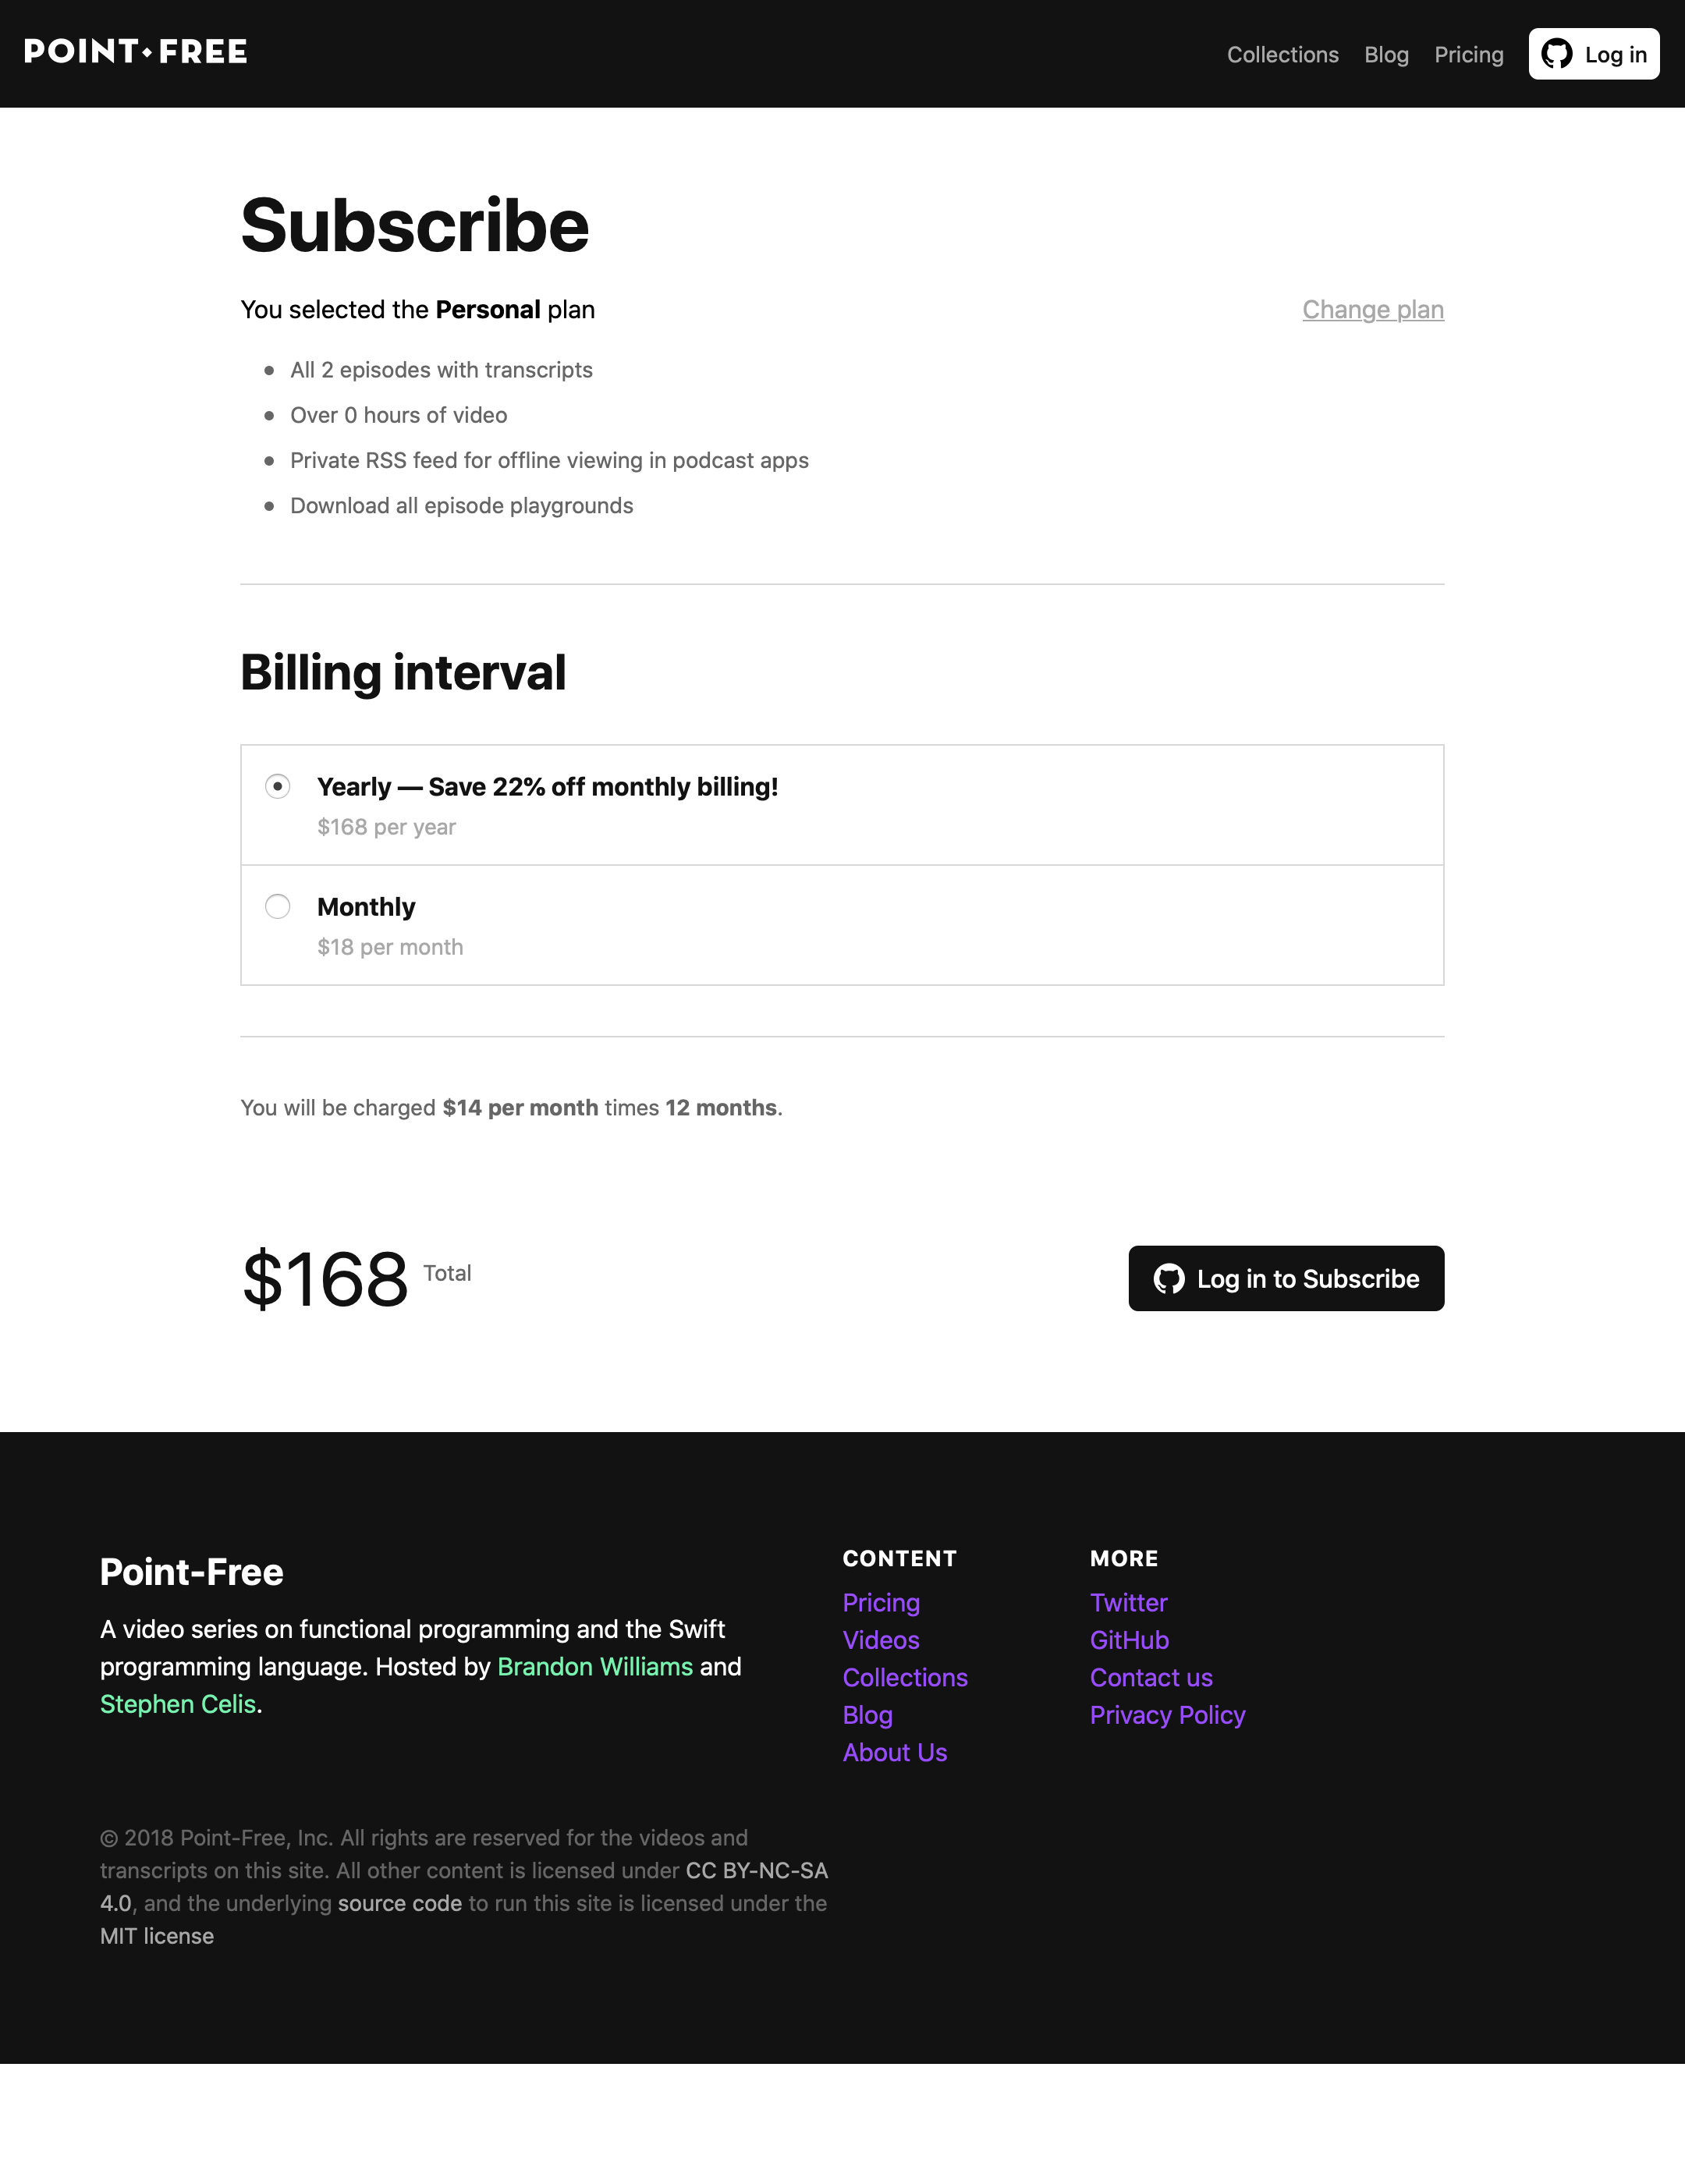 POINT·FREE
Collections Blog Pricing Log in
Subscribe
You selected the Personal plan
Change plan
All 2 episodes with transcripts
Over 0 hours of video
Private RSS feed for offline viewing in podcast apps
Download all episode playgrounds
Billing interval
Yearly — Save 22% off monthly billing!
$168 per year
Monthly
$18 per month
You will be charged $14 per month times 12 months.
$168 Total
Log in to Subscribe
Point-Free
A video series on functional programming and the Swift
programming language. Hosted by Brandon Williams and
Stephen Celis.
CONTENT
Pricing
Videos
Collections
Blog
About Us
MORE
Twitter
GitHub
Contact us
Privacy Policy
© 2018 Point-Free, Inc. All rights are reserved for the videos and
transcripts on this site. All other content is licensed under CC BY-NC-SA
4.0, and the underlying source code to run this site is licensed under the
MIT license